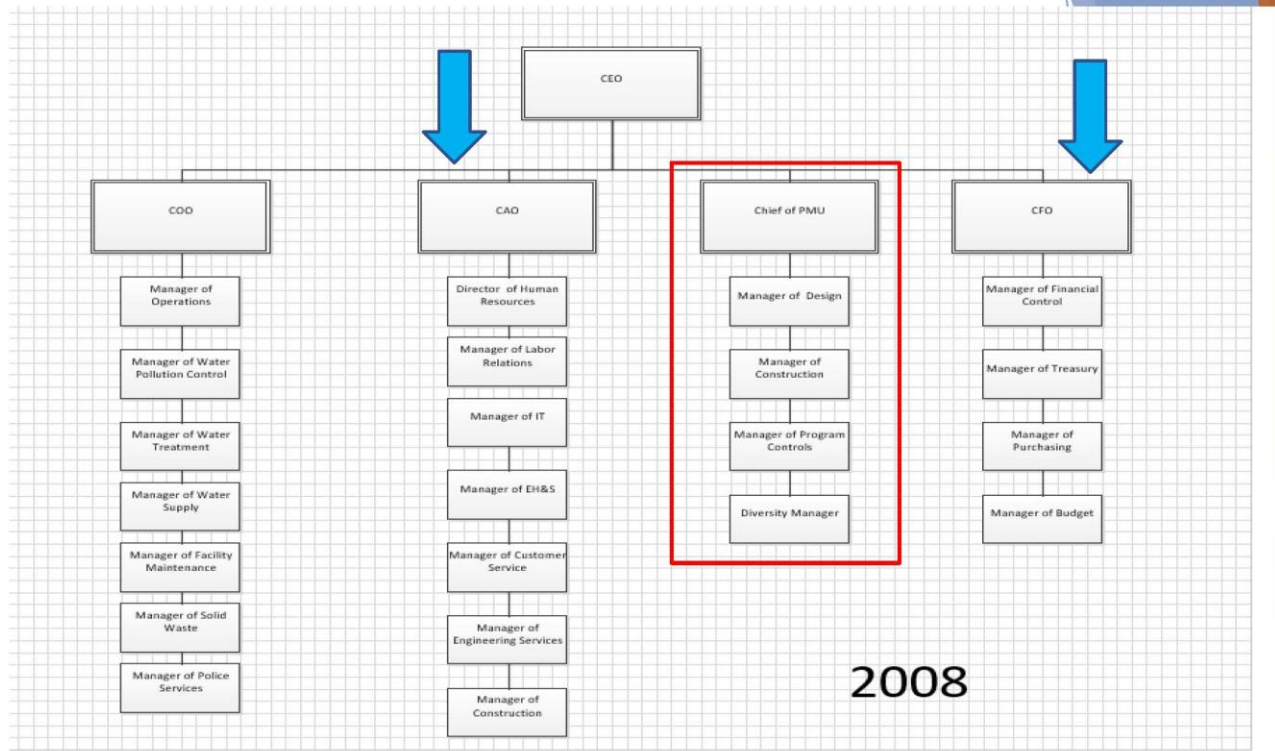 CEO
COO
CAO
Chief of PMU
CFO
Manager of
Operations
Manager of Water
Pollution Control
Manager of Water
Treatment
Manager of Water
Supply
Manager of Facility
Maintenance
Manager of Solid
Waste
Manager of Police
Services
Director of Human
Resources
Manager of Labor
Relations
Manager of IT
Manager of EH&S
Manager of Customer
Service
Manager of
Engineering Services
Manager of
Construction
Manager of Design
Manager of
Construction
Manager of Program
Controls
Diversity Manager
Manager of Financial
Control
Manager of Treasury
Manager of
Purchasing
Manager of Budget
2008